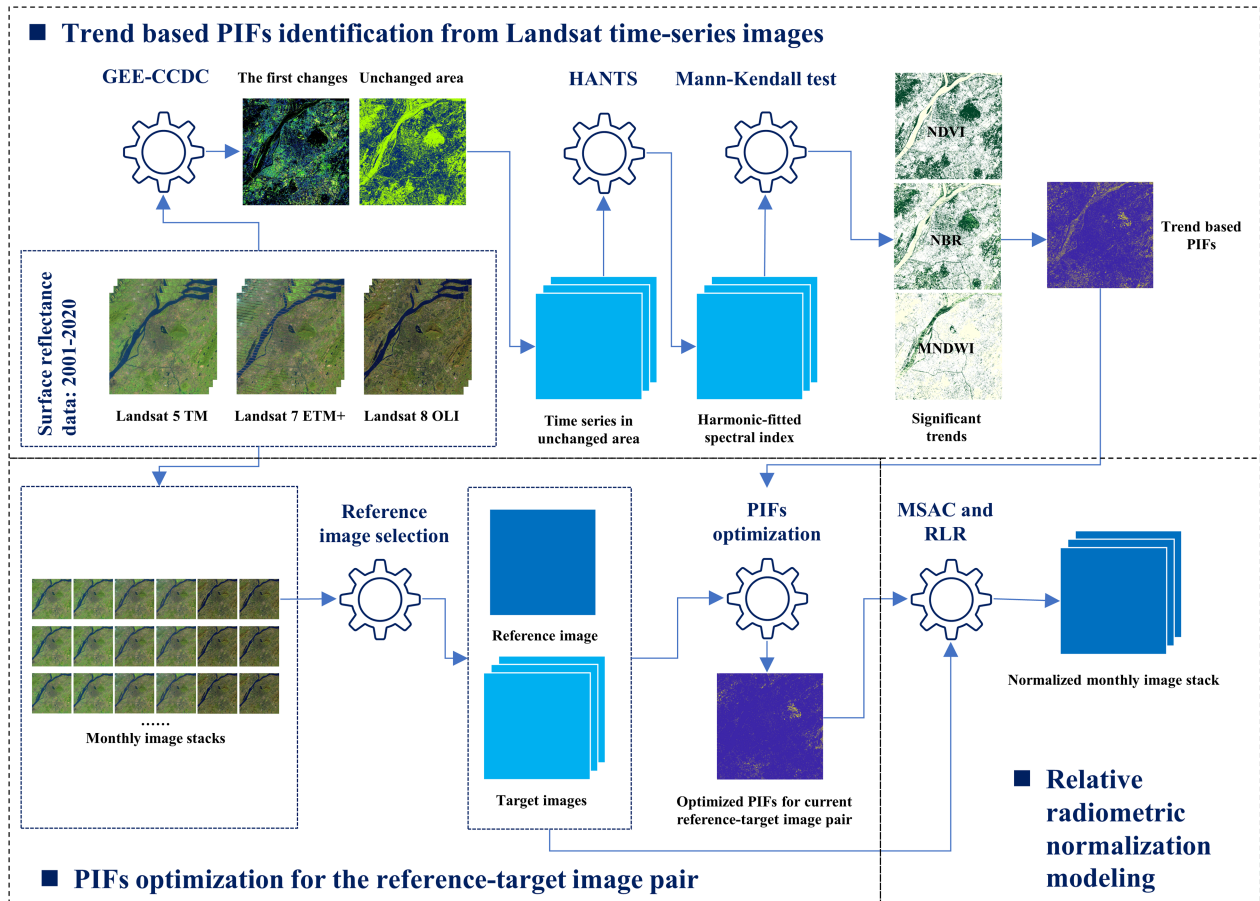 ■ Trend based PIFs identification from Landsat time-series images
GEE-CCDC
The first changes
Unchanged area
HANTS
Mann-Kendall test
NDVI
NBR
MNDWI
Significant
trends
Trend based
PIFs
Surface reflectance
data: 2001-2020
Landsat 5 TM
Landsat 7 ETM+
Landsat 8 OLI
Time series in
unchanged area
Harmonic-fitted
spectral index
Reference
image selection
PIFs
optimization
MSAC and
RLR
Reference image
Target images
......
Monthly image stacks
Optimized PIFs for current
reference-target image pair
Normalized monthly image stack
■ PIFs optimization for the reference-target image pair
■ Relative
radiometric
normalization
modeling